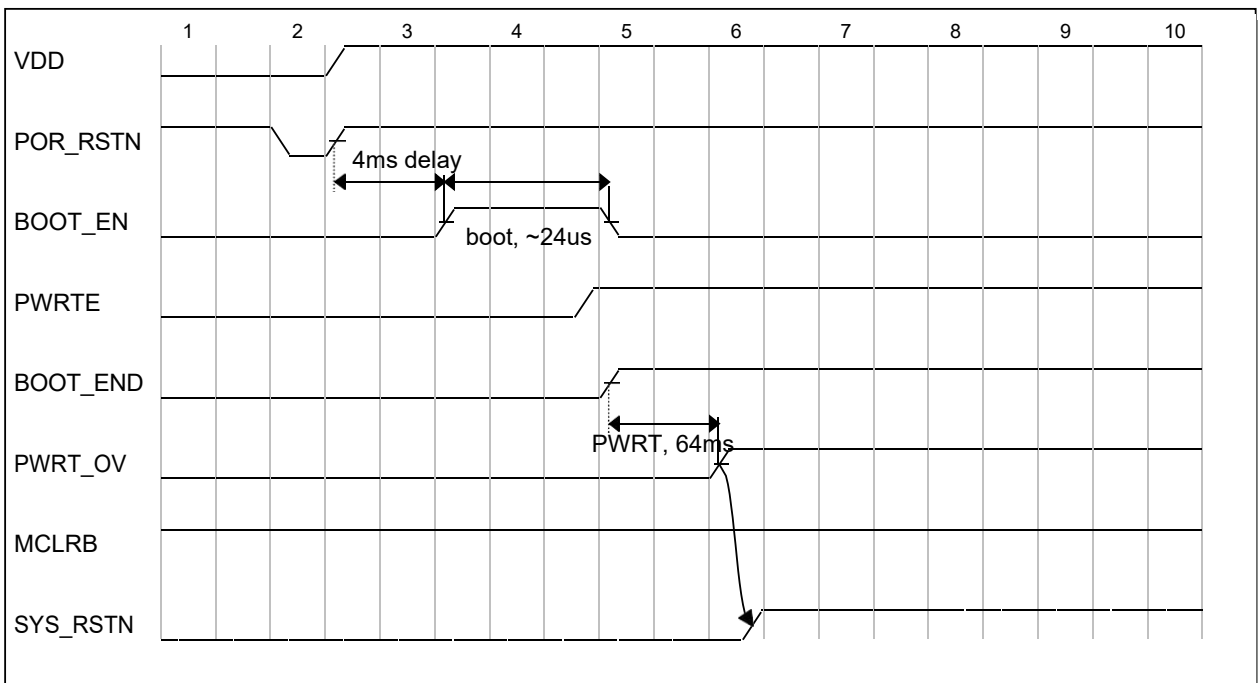 1 2 3 4 5 6 7 8 9 10
VDD
POR_RSTN
4ms delay
BOOT_EN
boot, ~24us
PWRTE
BOOT_END
PWRT, 64ms
PWRT_OV
MCLRB
SYS_RSTN